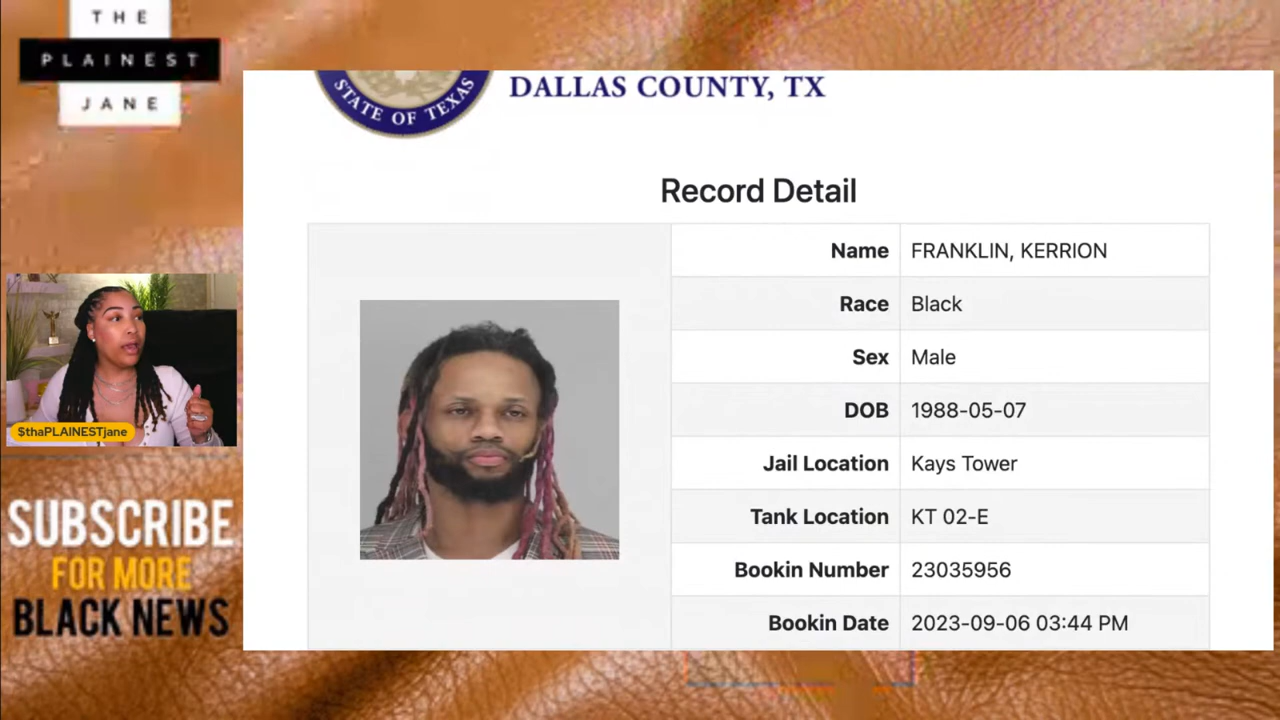 THE
PLAINEST
JANE
STATE OF TEXAS
DALLAS COUNTY, TX
Record Detail
Name FRANKLIN, KERRION
Race Black
Sex Male
DOB 1988-05-07
Jail Location Kays Tower
Tank Location KT 02-E
Bookin Number 23035956
Bookin Date 2023-09-06 03:44 PM
$thaPLAINESTjane
SUBSCRIBE
FOR MORE
BLACK NEWS